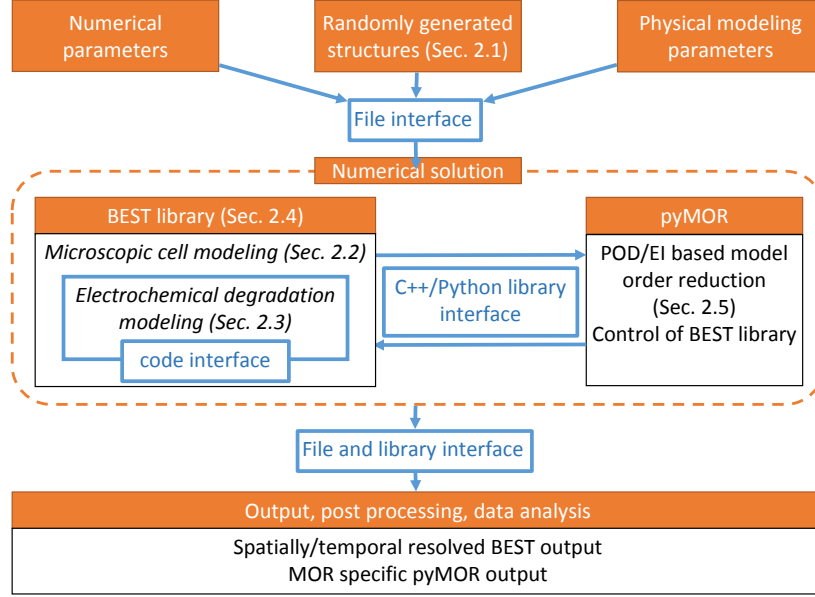 Numerical
parameters
Randomly generated
structures (Sec. 2.1)
Physical modeling
parameters
File interface
Numerical solution
BEST library (Sec. 2.4)
Microscopic cell modeling (Sec. 2.2)
Electrochemical degradation
modeling (Sec. 2.3)
code interface
C++/Python library
interface
pyMOR
POD/EI based model
order reduction
(Sec. 2.5)
Control of BEST library
File and library interface
Output, post processing, data analysis
Spatially/temporal resolved BEST output
MOR specific pyMOR output